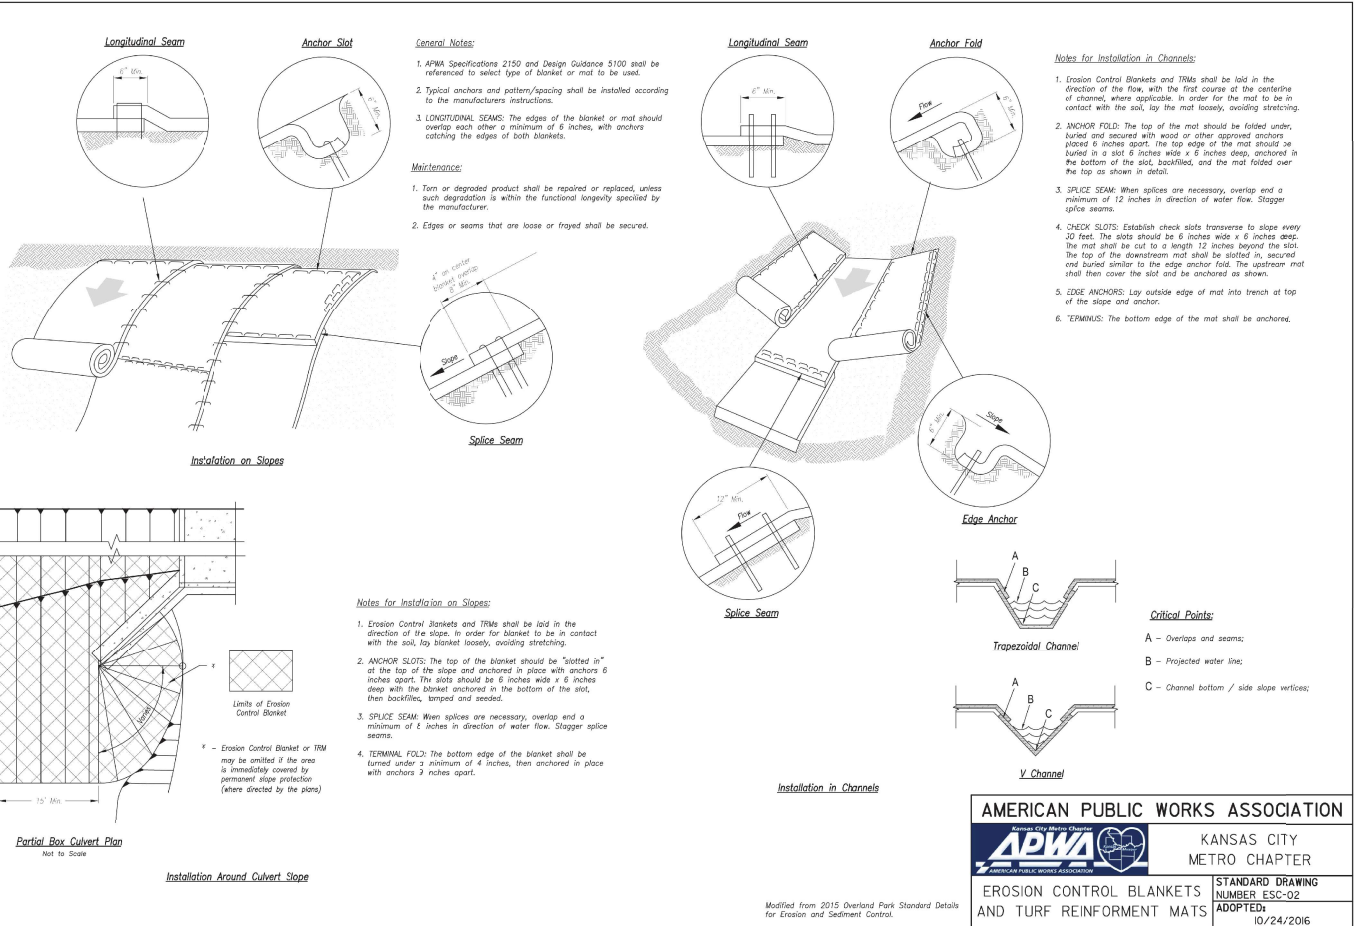 Longitudinal Seam
6" Min.
Anchor Slot
6" Min.
General Notes:
1. APWA Specifications 2150 and Design Guidance 5100 sall be
referenced to select type of blanket or mat to be used.
2. Typical anchors and pattern/spacing shall be installed according
to the manufacturers instructions.
3. LONGITUDINAL SEAMS: The edges of the blanket or mat should
overlap each other a minimum of 6 inches, with anchors
catching the edges of both blankets.
Maintenance:
1. Torn or degraded product shall be repaired or replaced, unless
such degradation is within the functional longevity specified by
the manufacturer.
2. Edges or seams that are loose or frayed shall be secured.
4" on center
blanket overlap
8" Min.
Slope
Splice Seam
Installation on Slopes
Longitudinal Seam
6" Min.
Anchor Fold
Flow
6" Min.
Notes for Installation in Channels:
1. Erosion Control Blankets and TRMs shall be laid in the
direction of the flow, with the first course at the centerline
of channel, where applicable. In order for the mat to be in
contact with the soil, lay the mat loosely, avoiding stretching.
2. ANCHOR FOLD: The top of the mat should be folded under,
buried and secured with wood or other approved anchors
placed 6 inches apart. The top edge of the mat should be
buried in a slot 6 inches wide x 6 inches deep, anchored in
the bottom of the slot, backfilled, and the mat folded over
the top as shown in detail.
3. SPLICE SEAM: When splices are necessary, overlap end a
minimum of 12 inches in direction of water flow. Stagger
splice seams.
4. CHECK SLOTS: Establish check slots transverse to slope every
30 feet. The slots should be 6 inches wide x 6 inches deep.
The mat shall be cut to a length 12 inches beyond the slot.
The top of the downstream mat shall be slotted in, secured
and buried similar to the edge anchor fold. The upstream mat
shall then cover the slot and be anchored as shown.
5. EDGE ANCHORS: Lay outside edge of mat into trench at top
of the slope and anchor.
6. TERMINUS: The bottom edge of the mat shall be anchored.
6" Min.
Slope
Edge Anchor
12" Min.
Flow
Splice Seam
Varies
*
Limits of Erosion
Control Blanket
* - Erosion Control Blanket or TRM
may be omitted if the area
is immediately covered by
permanent slope protection
(where directed by the plans)
15' Min.
Partial Box Culvert Plan
Not to Scale
Installation Around Culvert Slope
Notes for Installation on Slopes:
1. Erosion Control Blankets and TRMs shall be laid in the
direction of the slope. In order for blanket to be in contact
with the soil, lay blanket loosely, avoiding stretching.
2. ANCHOR SLOTS: The top of the blanket should be "slotted in"
at the top of the slope and anchored in place with anchors 6
inches apart. The slots should be 6 inches wide x 6 inches
deep with the blanket anchored in the bottom of the slot,
then backfilled, tamped and seeded.
3. SPLICE SEAM: When splices are necessary, overlap end a
minimum of 8 inches in direction of water flow. Stagger splice
seams.
4. TERMINAL FOLD: The bottom edge of the blanket shall be
turned under a minimum of 4 inches, then anchored in place
with anchors 9 inches apart.
A
B
C
Trapezoidal Channel
A
B
C
V Channel
Critical Points:
A - Overlaps and seams;
B - Projected water line;
C - Channel bottom / side slope vertices;
Installation in Channels
Modified from 2015 Overland Park Standard Details
for Erosion and Sediment Control.
AMERICAN PUBLIC WORKS ASSOCIATION
Kansas City Metro Chapter
APWA
AMERICAN PUBLIC WORKS ASSOCIATION
KANSAS CITY
METRO CHAPTER
EROSION CONTROL BLANKETS
AND TURF REINFORMENT MATS
STANDARD DRAWING
NUMBER ESC-02
ADOPTED:
10/24/2016